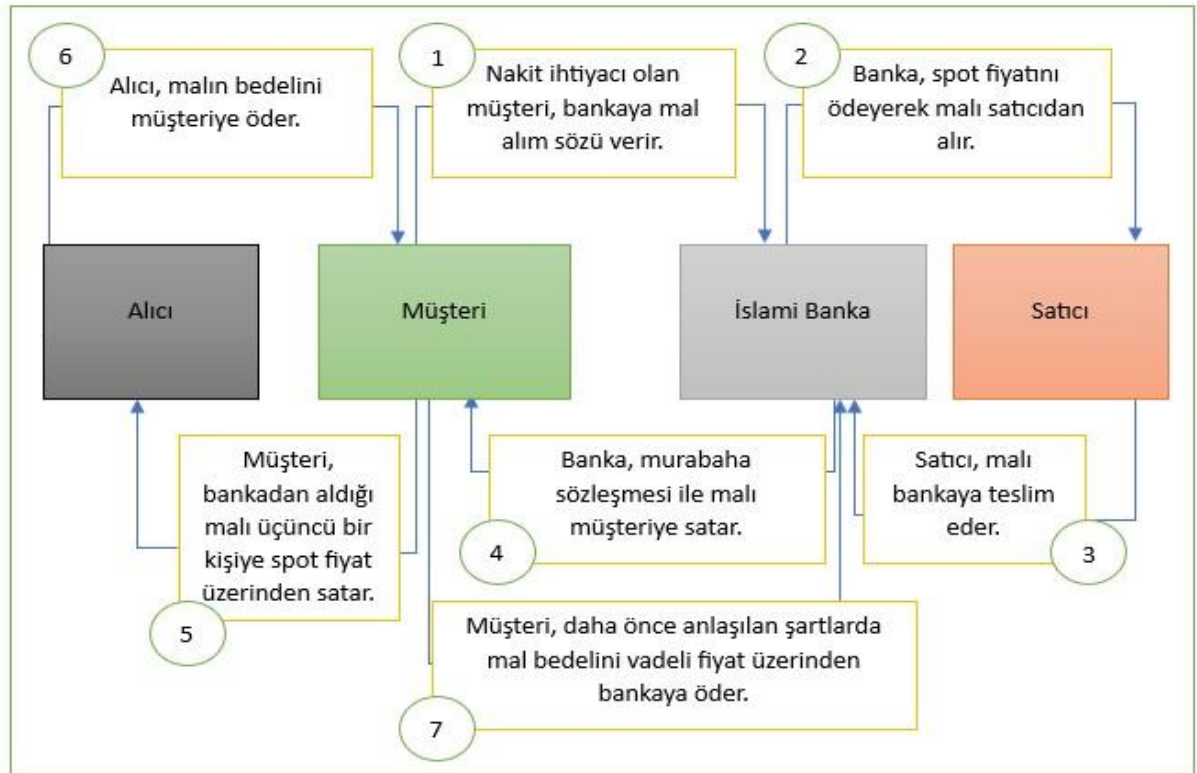 6
Alıcı, malın bedelini
müşteriye öder.
1
Nakit ihtiyacı olan
müşteri, bankaya mal
alım sözü verir.
2
Banka, spot fiyatını
ödeyerek malı satıcıdan
alır.
Alıcı
Müşteri
İslami Banka
Satıcı
Müşteri,
bankadan aldığı
malı üçüncü bir
kişiye spot fiyat
üzerinden satar.
5
Banka, murabaha
sözleşmesi ile malı
müşteriye satar.
4
Satıcı, malı
bankaya teslim
eder.
3
Müşteri, daha önce anlaşılan şartlarda
mal bedelini vadeli fiyat üzerinden
bankaya öder.
7